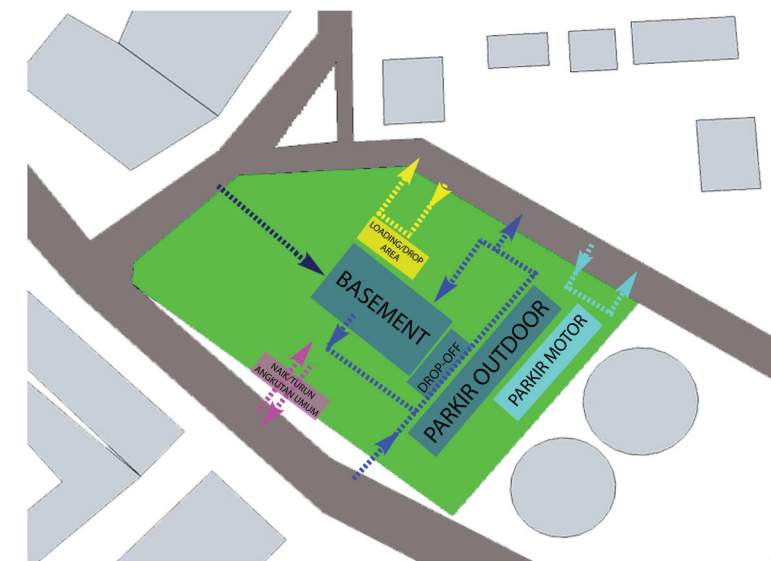 LOADING/DROP
AREA
BASEMENT
DROP-OFF
PARKIR OUTDOOR
PARKIR MOTOR
NAIK/TURUN
ANGKUTAN UMUM